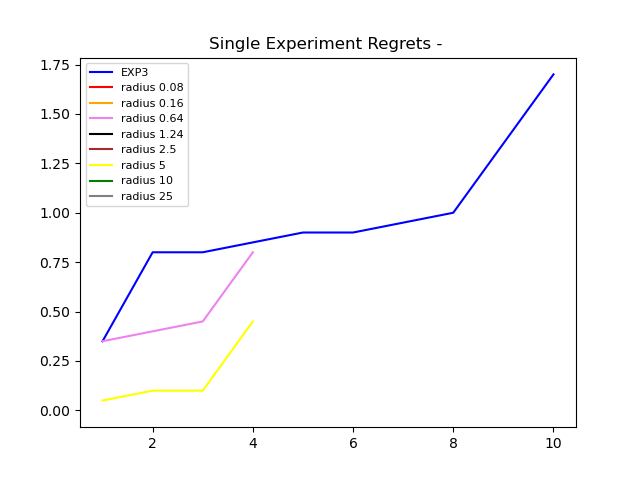 Single Experiment Regrets -
1.75
1.50
1.25
1.00
0.75
0.50
0.25
0.00
EXP3
radius 0.08
radius 0.16
radius 0.64
radius 1.24
radius 2.5
radius 5
radius 10
radius 25
2 4 6 8 10